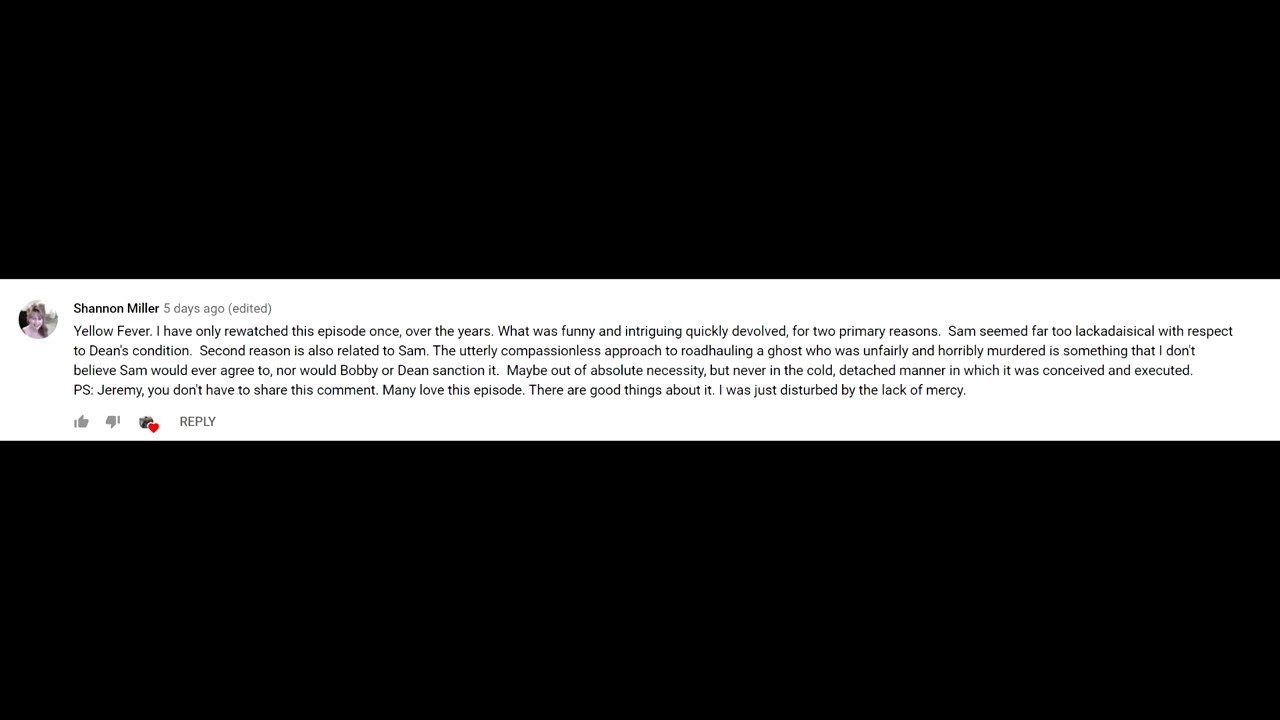 Shannon Miller 5 days ago (edited)
Yellow Fever. I have only rewatched this episode once, over the years. What was funny and intriguing quickly devolved, for two primary reasons.  Sam seemed far too lackadaisical with respect
to Dean's condition.  Second reason is also related to Sam. The utterly compassionless approach to roadhauling a ghost who was unfairly and horribly murdered is something that I don't
believe Sam would ever agree to, nor would Bobby or Dean sanction it.  Maybe out of absolute necessity, but never in the cold, detached manner in which it was conceived and executed.
PS: Jeremy, you don't have to share this comment. Many love this episode. There are good things about it. I was just disturbed by the lack of mercy.
REPLY